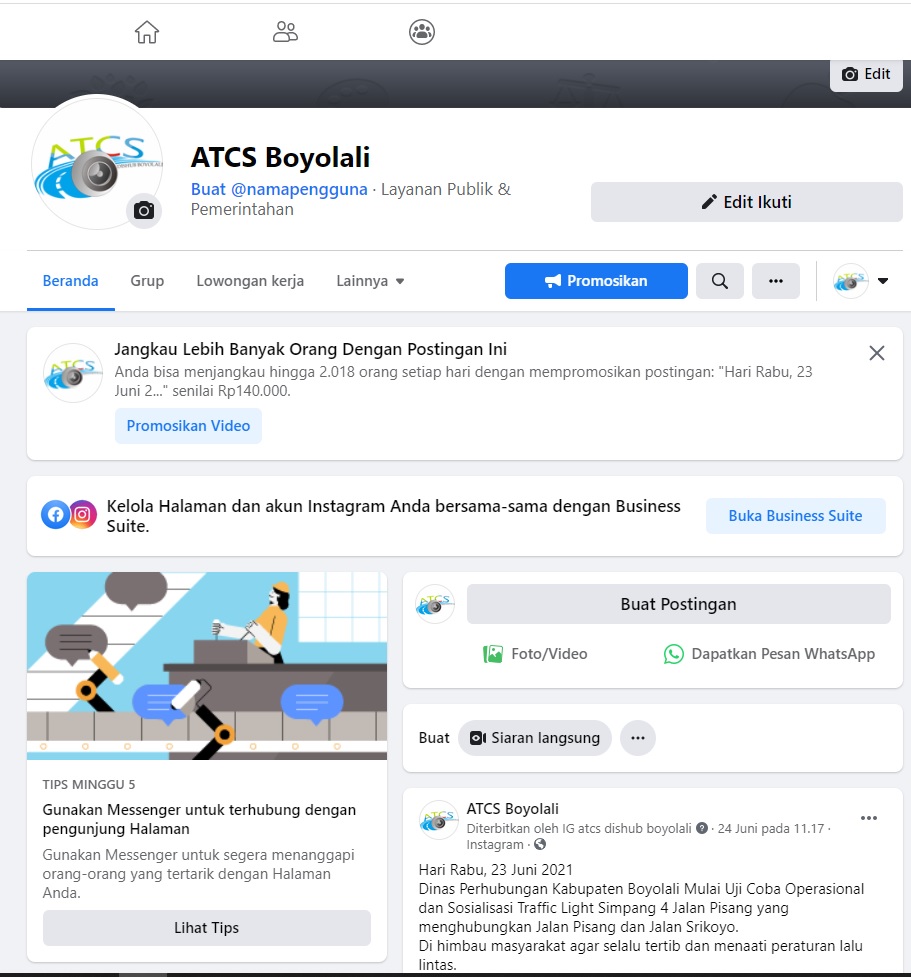 Edit
ATCS
ATCS Boyolali
Buat @namapengguna · Layanan Publik &
Pemerintahan
Edit Ikuti
Beranda
Grup
Lowongan kerja
Lainnya
Promosikan
Jangkau Lebih Banyak Orang Dengan Postingan Ini
Anda bisa menjangkau hingga 2.018 orang setiap hari dengan mempromosikan postingan: "Hari Rabu, 23
Juni 2..." senilai Rp140.000.
Promosikan Video
Kelola Halaman dan akun Instagram Anda bersama-sama dengan Business
Suite.
Buka Business Suite
TIPS MINGGU 5
Gunakan Messenger untuk terhubung dengan
pengunjung Halaman
Gunakan Messenger untuk segera menanggapi
orang-orang yang tertarik dengan Halaman
Anda.
Lihat Tips
Buat Postingan
Foto/Video
Dapatkan Pesan WhatsApp
Buat
Siaran langsung
ATCS Boyolali
Diterbitkan oleh IG atcs dishub boyolali · 24 Juni pada 11.17 ·
Instagram ·
Hari Rabu, 23 Juni 2021
Dinas Perhubungan Kabupaten Boyolali Mulai Uji Coba Operasional
dan Sosialisasi Traffic Light Simpang 4 Jalan Pisang yang
menghubungkan Jalan Pisang dan Jalan Srikoyo.
Di himbau masyarakat agar selalu tertib dan menaati peraturan lalu
lintas.